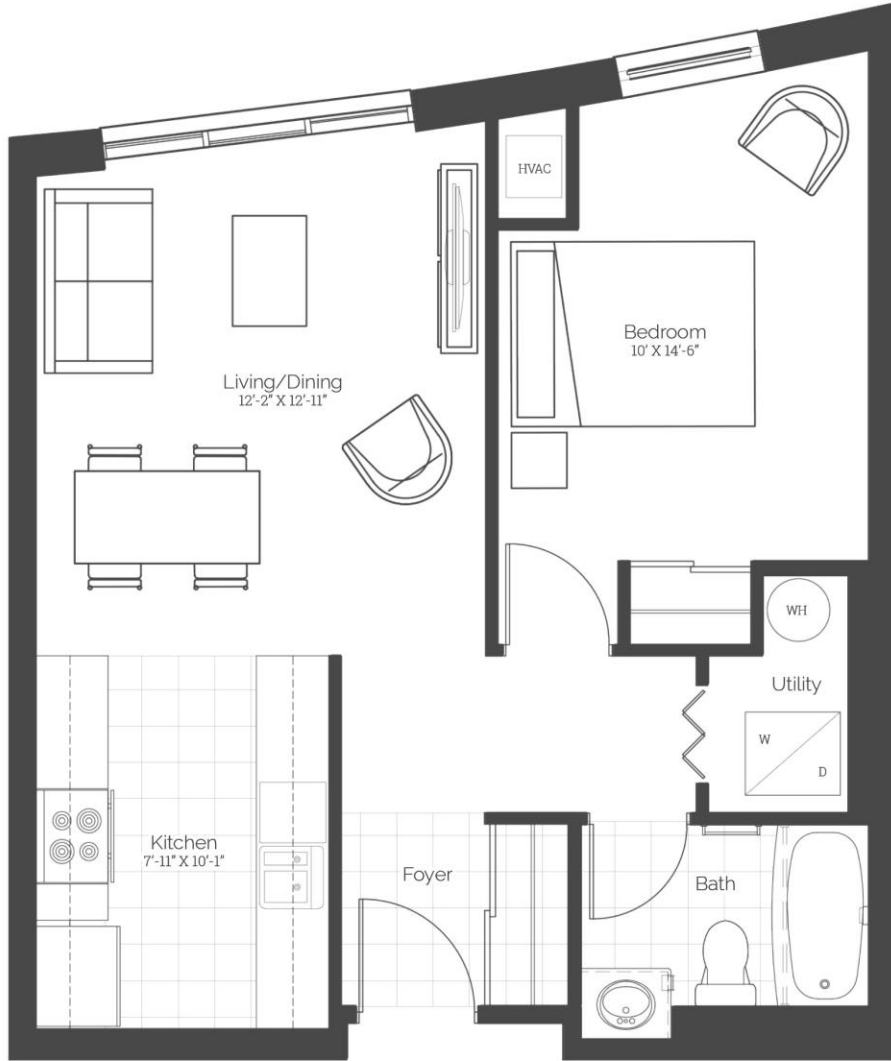 HVAC
Bedroom
10' X 14'-6"
Living/Dining
12'-2" X 12'-11"
WH
Utility
W
D
Kitchen
7'-11" X 10'-1"
Foyer
Bath